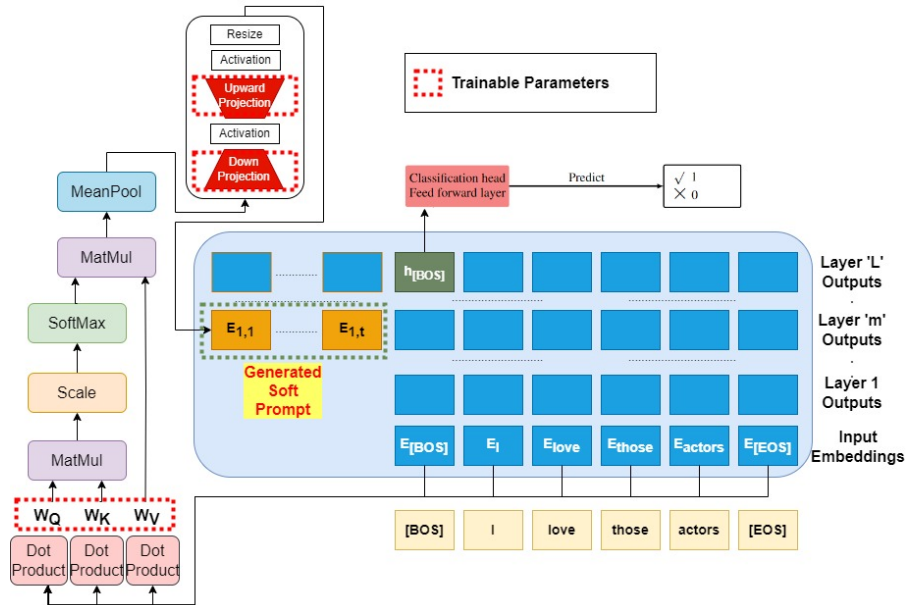 Resize
Activation
Upward
Projection
Activation
Down
Projection
Trainable Parameters
MeanPool
MatMul
SoftMax
Scale
MatMul
WQ WK WV
Dot
Product
Dot
Product
Dot
Product
Classification head
Feed forward layer
Predict
✓ 1
✕ 0
h[BOS]
Layer 'L'
Outputs
E1,1 E1,t
Layer 'm'
Outputs
Generated
Soft
Prompt
Layer 1
Outputs
E[BOS] EI Elove Ethose Eactors E[EOS]
Input
Embeddings
[BOS] I love those actors [EOS]